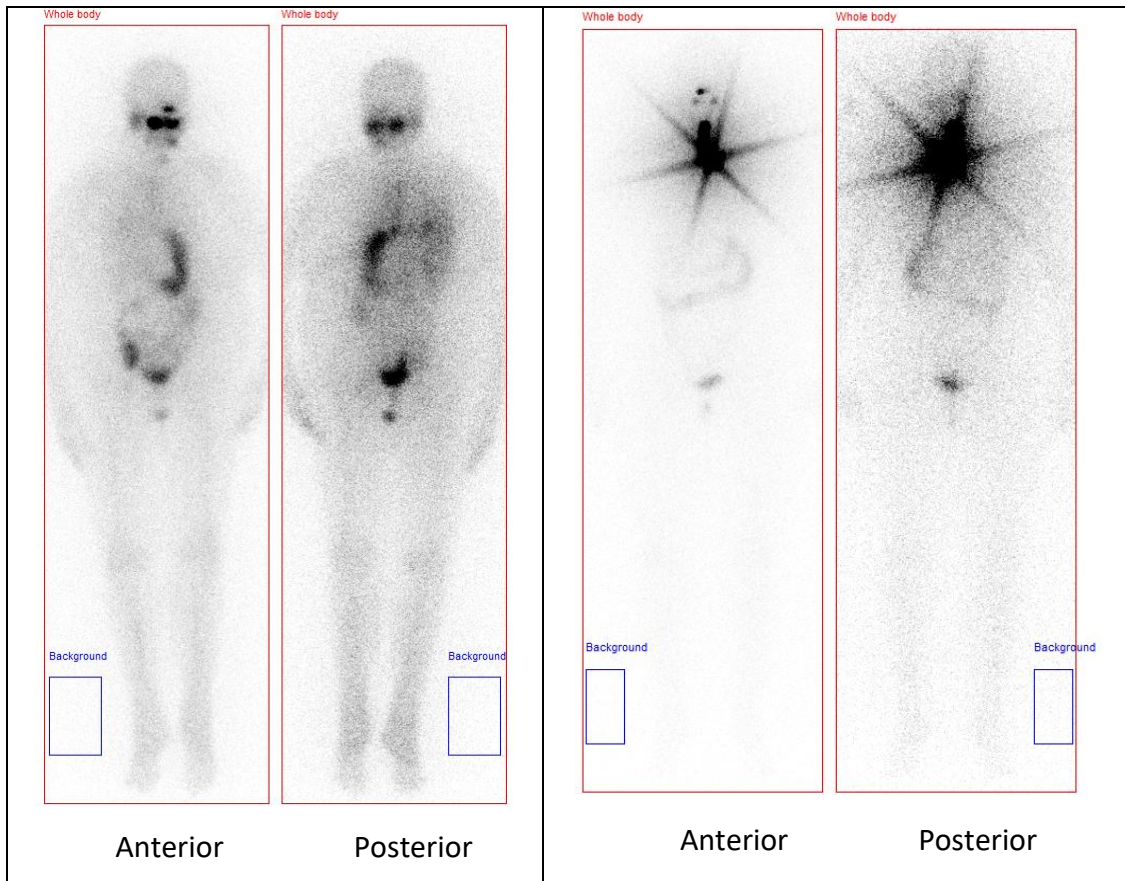 Whole body
Whole body
Whole body
Whole body
Background
Background
Background
Background
Anterior
Posterior
Anterior
Posterior